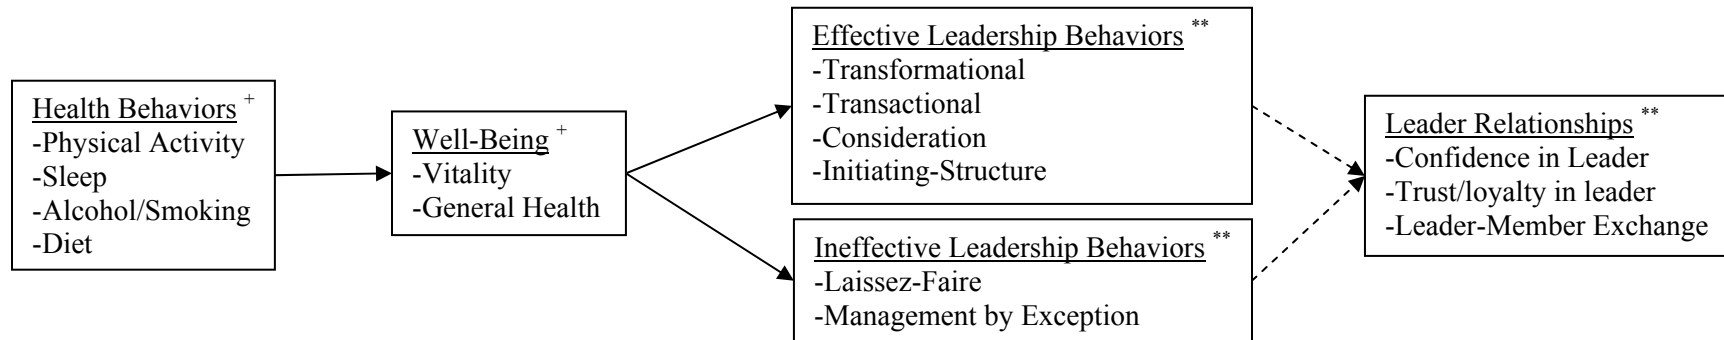 Health Behaviors +
-Physical Activity
-Sleep
-Alcohol/Smoking
-Diet
Well-Being +
-Vitality
-General Health
Effective Leadership Behaviors **
-Transformational
-Transactional
-Consideration
-Initiating-Structure
Ineffective Leadership Behaviors **
-Laissez-Faire
-Management by Exception
Leader Relationships **
-Confidence in Leader
-Trust/loyalty in leader
-Leader-Member Exchange